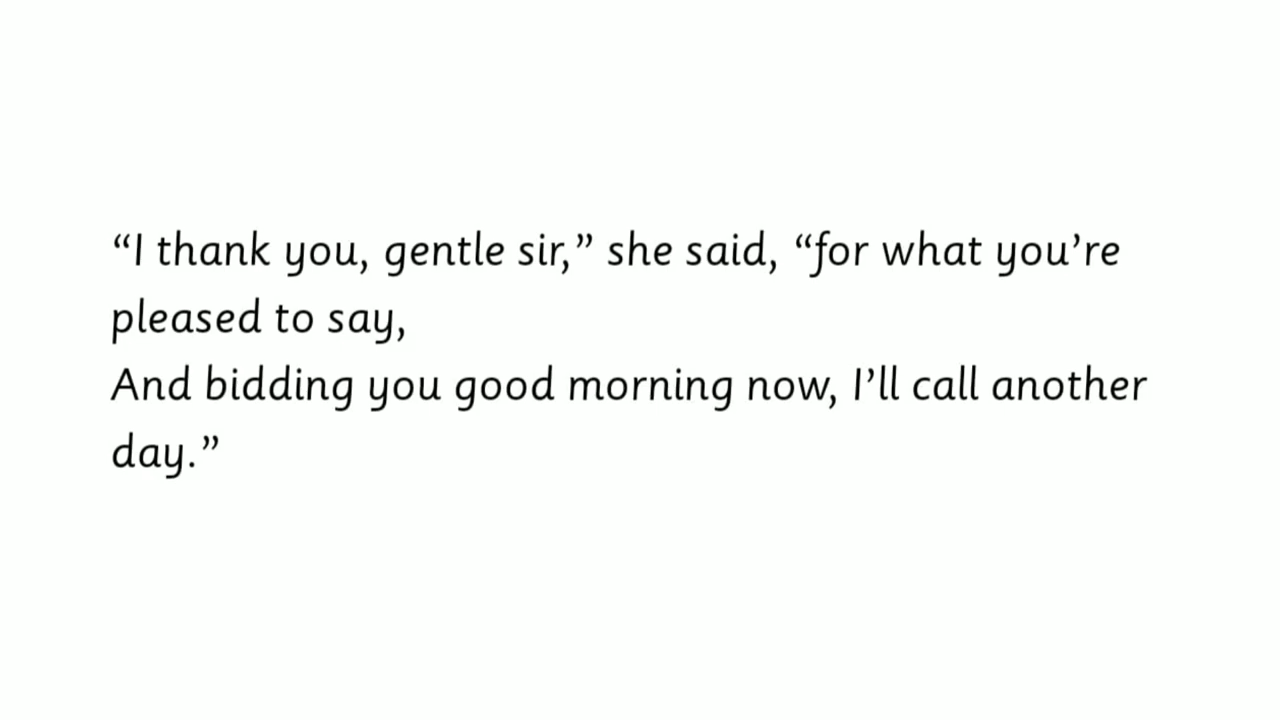 “I thank you, gentle sir,” she said, “for what you’re
pleased to say,
And bidding you good morning now, I’ll call another
day.”